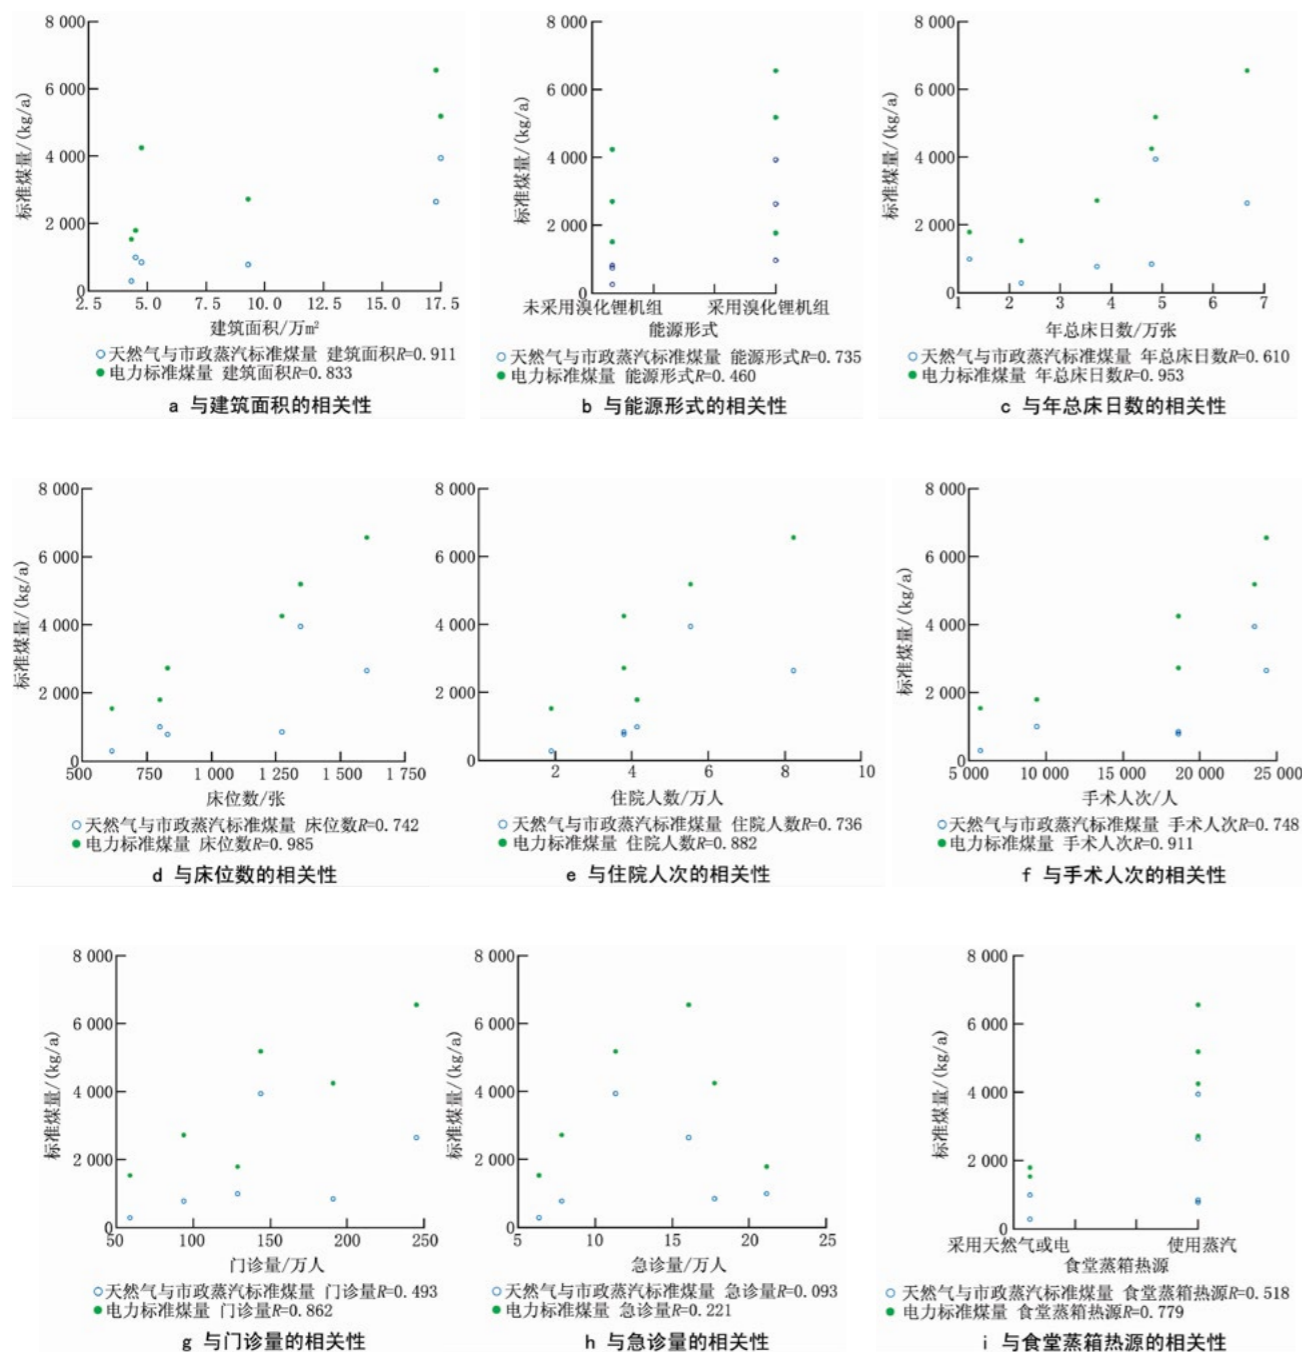 8 000
6 000
4 000
2 000
0
标准煤量/(kg/a)
2.5 5.0 7.5 10.0 12.5 15.0 17.5
建筑面积/万m²
天然气与市政蒸汽标准煤量 建筑面积R=0.911
电力标准煤量 建筑面积R=0.833
a 与建筑面积的相关性
8 000
6 000
4 000
2 000
0
标准煤量/(kg/a)
未采用溴化锂机组 采用溴化锂机组
能源形式
天然气与市政蒸汽标准煤量 能源形式R=0.735
电力标准煤量 能源形式R=0.460
b 与能源形式的相关性
8 000
6 000
4 000
2 000
0
标准煤量/(kg/a)
1 2 3 4 5 6 7
年总床日数/万张
天然气与市政蒸汽标准煤量 年总床日数R=0.610
电力标准煤量 年总床日数R=0.953
c 与年总床日数的相关性
8 000
6 000
4 000
2 000
0
标准煤量/(kg/a)
500 750 1 000 1 250 1 500 1 750
床位数/张
天然气与市政蒸汽标准煤量 床位数R=0.742
电力标准煤量 床位数R=0.985
d 与床位数的相关性
8 000
6 000
4 000
2 000
0
标准煤量/(kg/a)
2 4 6 8 10
住院人数/万人
天然气与市政蒸汽标准煤量 住院人数R=0.736
电力标准煤量 住院人数R=0.882
e 与住院人次的相关性
8 000
6 000
4 000
2 000
0
标准煤量/(kg/a)
5 000 10 000 15 000 20 000 25 000
手术人次/人
天然气与市政蒸汽标准煤量 手术人次R=0.748
电力标准煤量 手术人次R=0.911
f 与手术人次的相关性
8 000
6 000
4 000
2 000
0
标准煤量/(kg/a)
50 100 150 200 250
门诊量/万人
天然气与市政蒸汽标准煤量 门诊量R=0.493
电力标准煤量 门诊量R=0.862
g 与门诊量的相关性
8 000
6 000
4 000
2 000
0
标准煤量/(kg/a)
5 10 15 20 25
急诊量/万人
天然气与市政蒸汽标准煤量 急诊量R=0.093
电力标准煤量 急诊量R=0.221
h 与急诊量的相关性
8 000
6 000
4 000
2 000
0
标准煤量/(kg/a)
采用天然气或电 使用蒸汽
食堂蒸箱热源
天然气与市政蒸汽标准煤量 食堂蒸箱热源R=0.518
电力标准煤量 食堂蒸箱热源R=0.779
i 与食堂蒸箱热源的相关性